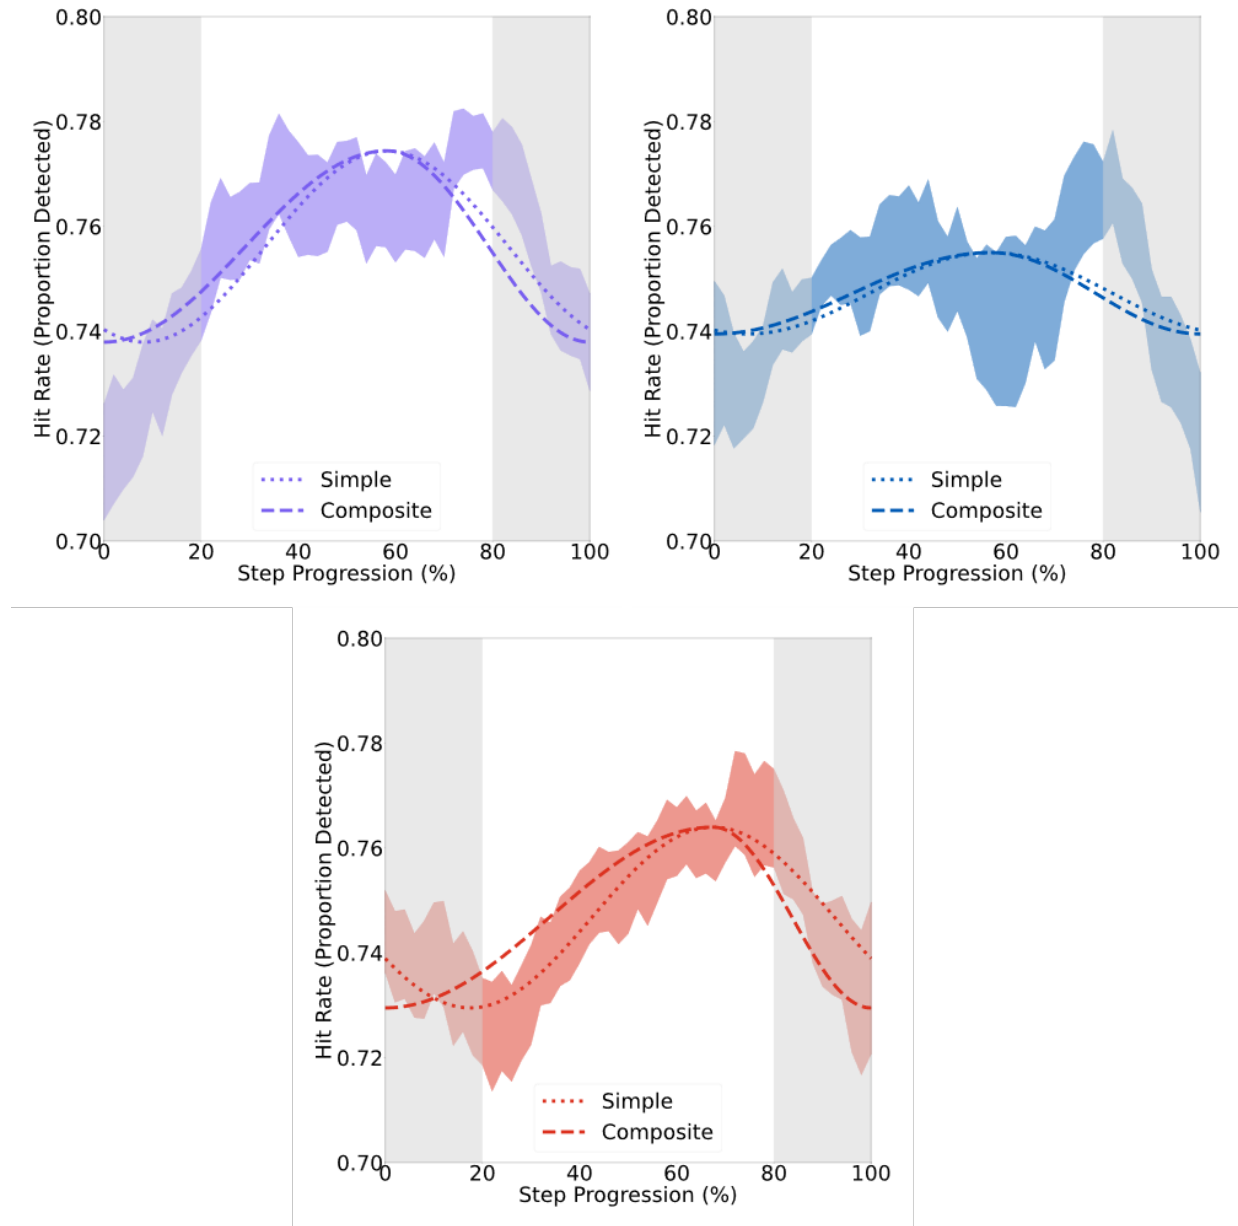 0.80
0.78
0.76
0.74
0.72
0.70
Hit Rate (Proportion Detected)
Simple
Composite
0 20 40 60 80 100
Step Progression (%)
0.80
0.78
0.76
0.74
0.72
0.70
Hit Rate (Proportion Detected)
Simple
Composite
0 20 40 60 80 100
Step Progression (%)
0.80
0.78
0.76
0.74
0.72
0.70
Hit Rate (Proportion Detected)
Simple
Composite
0 20 40 60 80 100
Step Progression (%)